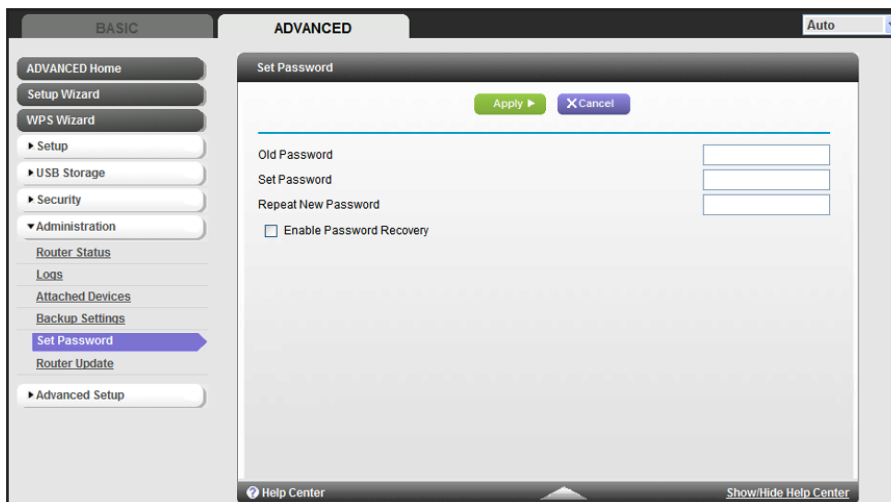 BASIC
ADVANCED
Auto
ADVANCED Home
Setup Wizard
WPS Wizard
Setup
USB Storage
Security
Administration
Router Status
Logs
Attached Devices
Backup Settings
Set Password
Router Update
Advanced Setup
Set Password
Apply
Cancel
Old Password
Set Password
Repeat New Password
Enable Password Recovery
Help Center
Show/Hide Help Center